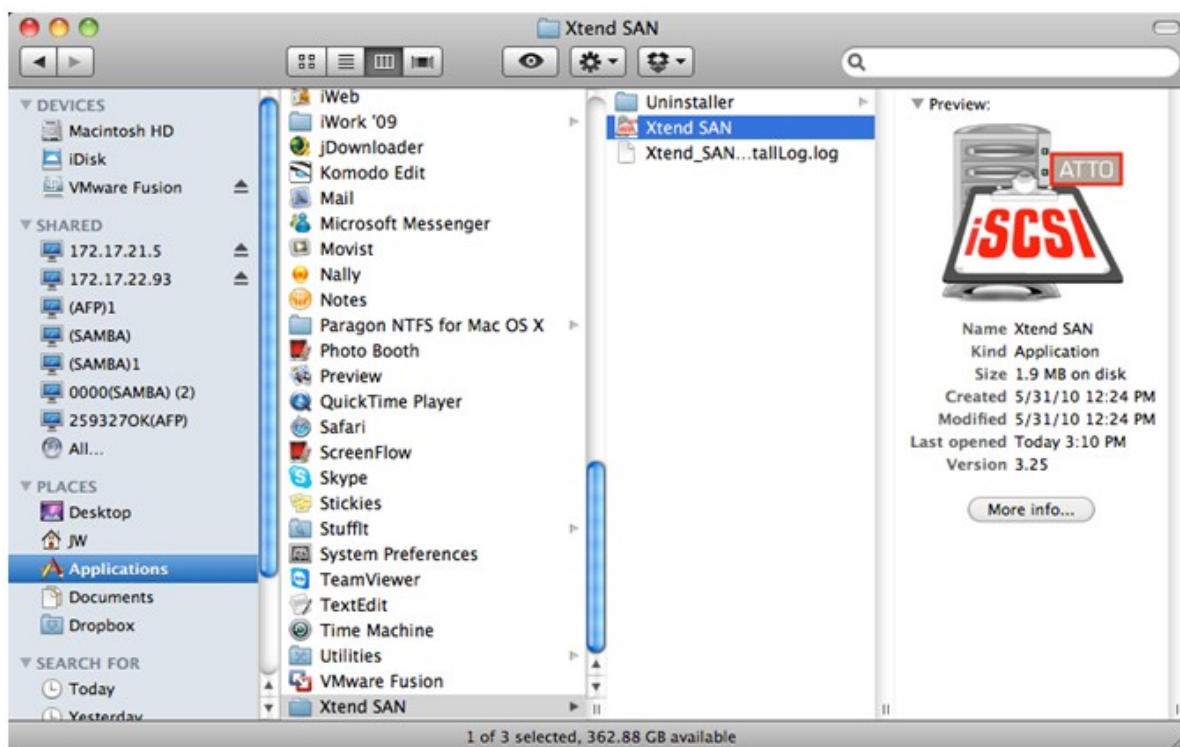 Xtend SAN
DEVICES
Macintosh HD
iDisk
VMware Fusion
SHARED
172.17.21.5
172.17.22.93
(AFP)1
(SAMBA)
(SAMBA)1
0000(SAMBA) (2)
259327OK(AFP)
All...
PLACES
Desktop
JW
Applications
Documents
Dropbox
SEARCH FOR
Today
Yesterday
iWeb
iWork '09
jDownloader
Komodo Edit
Mail
Microsoft Messenger
Movist
Nally
Notes
Paragon NTFS for Mac OS X
Photo Booth
Preview
QuickTime Player
Safari
ScreenFlow
Skype
Stickies
StuffIt
System Preferences
TeamViewer
TextEdit
Time Machine
Utilities
VMware Fusion
Xtend SAN
Uninstaller
Xtend SAN
Xtend_SAN...tallLog.log
Preview:
ATTO
iSCSI
Name Xtend SAN
Kind Application
Size 1.9 MB on disk
Created 5/31/10 12:24 PM
Modified 5/31/10 12:24 PM
Last opened Today 3:10 PM
Version 3.25
More info...
1 of 3 selected, 362.88 GB available